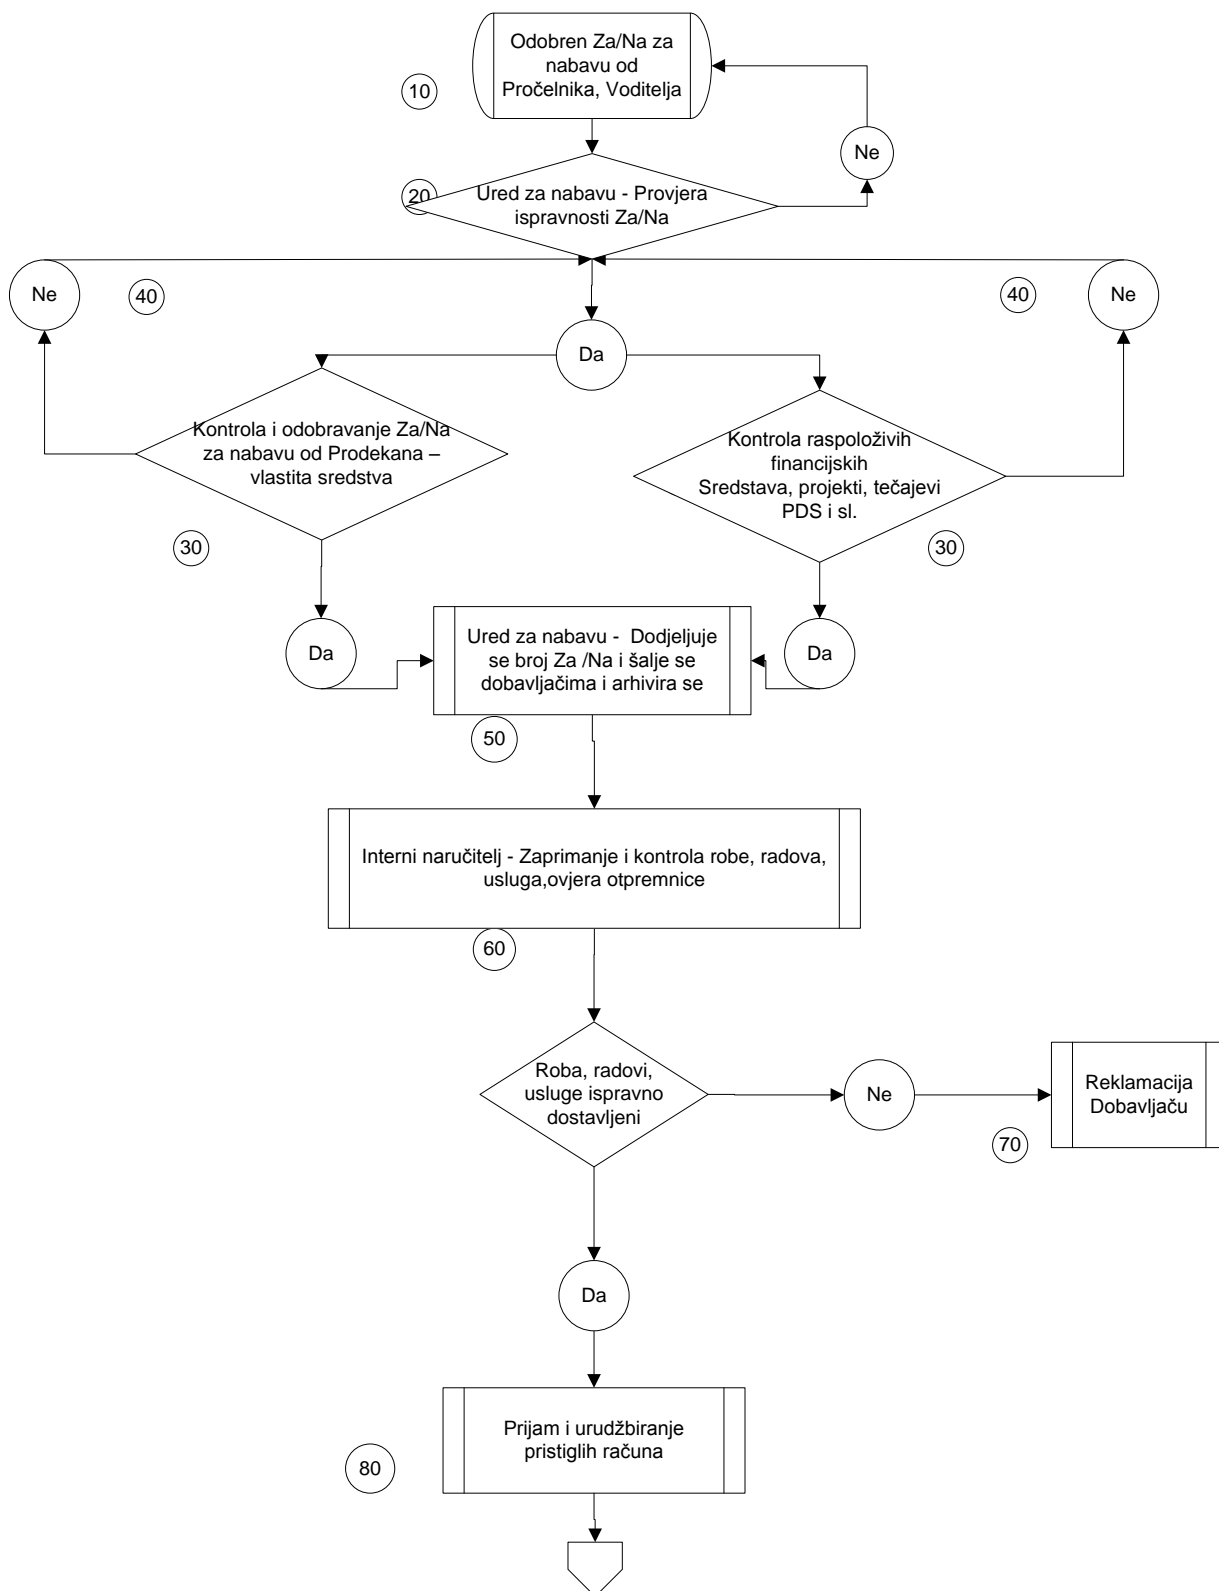 Odobren Za/Na za
nabavu od
Pročelnika, Voditelja
10
Ne
20
Ured za nabavu - Provjera
ispravnosti Za/Na
Ne
40
40
Ne
Da
Kontrola i odobravanje Za/Na
za nabavu od Prodekana –
vlastita sredstva
Kontrola raspoloživih
financijskih
Sredstava, projekti, tečajevi
PDS i sl.
30
30
Da
Ured za nabavu -  Dodjeljuje
se broj Za /Na i šalje se
dobavljačima i arhivira se
Da
50
Interni naručitelj - Zaprimanje i kontrola robe, radova,
usluga,ovjera otpremnice
60
Roba, radovi,
usluge ispravno
dostavljeni
Ne
Reklamacija
Dobavljaču
70
Da
Prijam i urudžbiranje
pristiglih računa
80